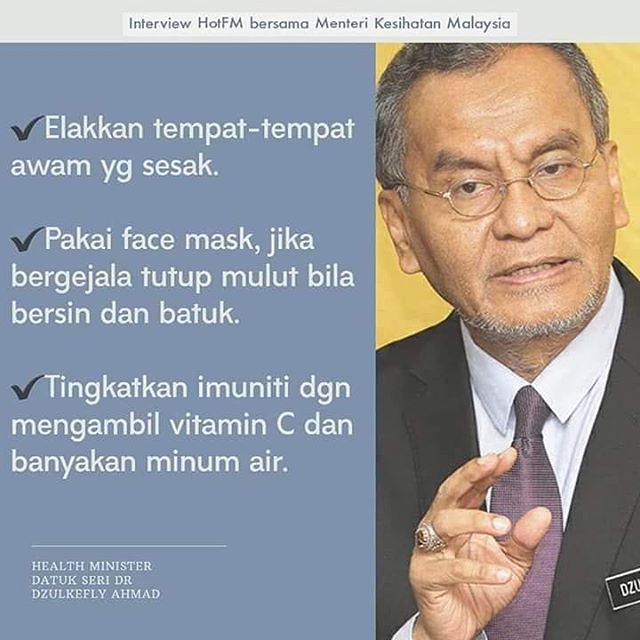 Interview HotFM bersama Menteri Kesihatan Malaysia
✔Elakkan tempat-tempat
awam yg sesak.
✔Pakai face mask, jika
bergejala tutup mulut bila
bersin dan batuk.
✔Tingkatkan imuniti dgn
mengambil vitamin C dan
banyakan minum air.
HEALTH MINISTER
DATUK SERI DR
DZULKEFLY AHMAD
DZU